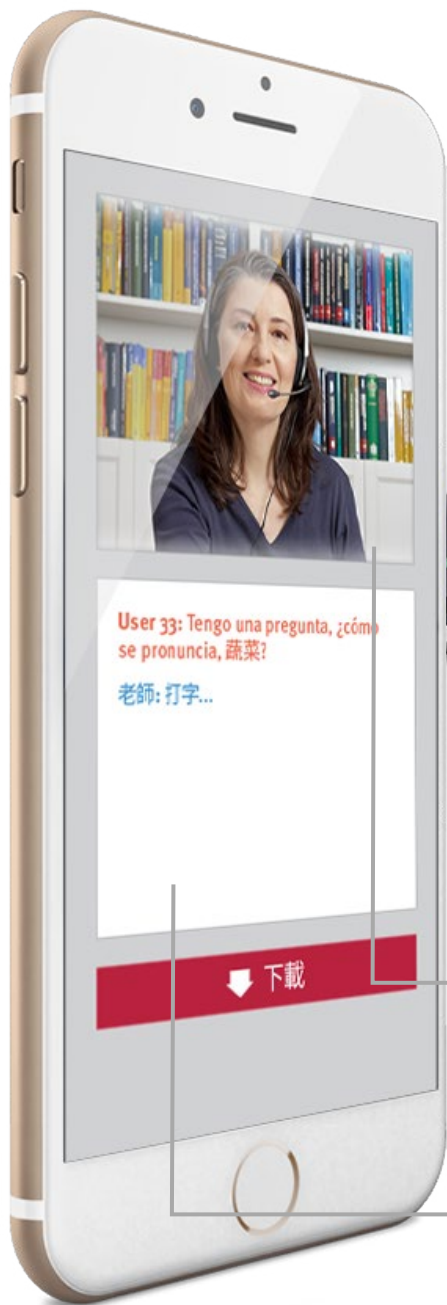 User 33: Tengo una pregunta, ¿cómo
se pronuncia, 蔬菜?
老師: 打字...
下載